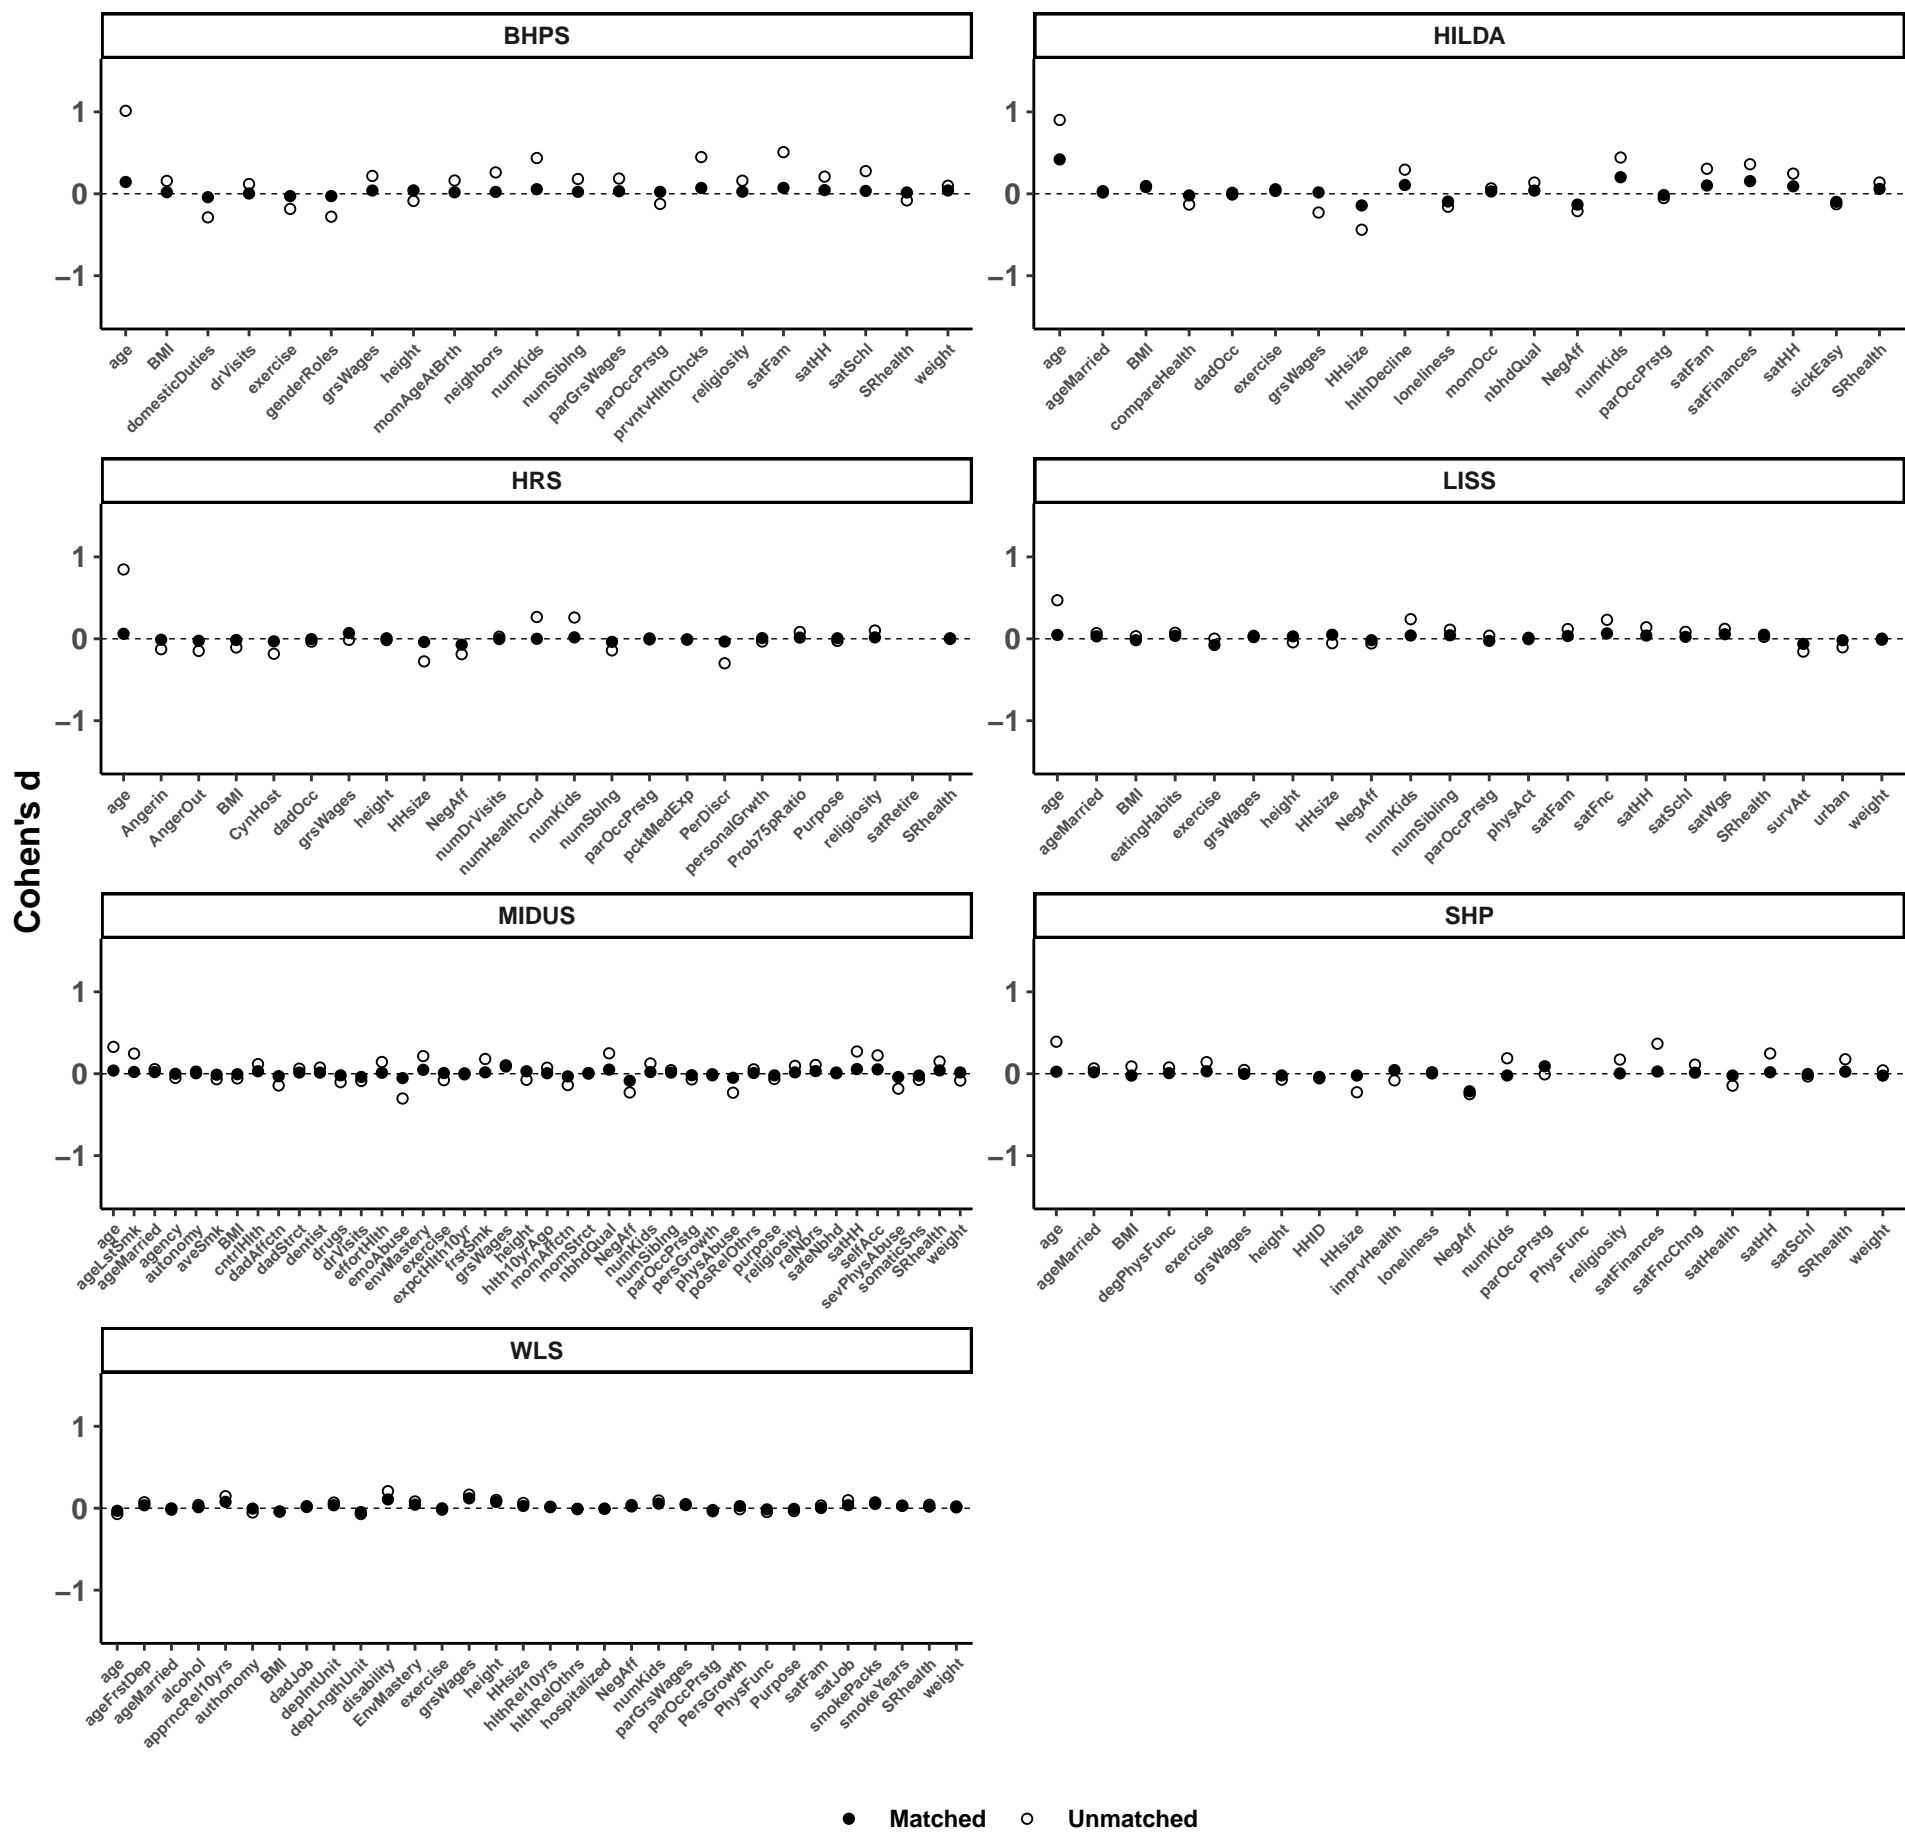 BHPS
HILDA
1
0
−1
1
0
−1
age
BMI
domesticDuties
drVisits
exercise
genderRoles
grsWages
height
momAgeAtBrth
neighbors
numKids
numSiblng
parGrsWages
parOccPrstg
prvntvHlthChcks
religiosity
satFam
satHH
satSchl
SRhealth
weight
age
ageMarried
BMI
compareHealth
dadOcc
exercise
grsWages
HHsize
hlthDecline
loneliness
momOcc
nbhdQual
NegAff
numKids
parOccPrstg
satFam
satFinances
satHH
sickEasy
SRhealth
HRS
LISS
1
0
−1
1
0
−1
age
Angerin
AngerOut
BMI
CynHost
dadOcc
grsWages
height
HHsize
NegAff
numDrVisits
numHealthCnd
numKids
numSblng
parOccPrstg
pcktMedExp
PerDiscr
personalGrwth
Prob75pRatio
Purpose
religiosity
satRetire
SRhealth
age
ageMarried
BMI
eatingHabits
exercise
grsWages
height
HHsize
NegAff
numKids
numSibling
parOccPrstg
physAct
satFam
satFnc
satHH
satSchl
satWgs
SRhealth
survAtt
urban
weight
Cohen's d
MIDUS
SHP
1
0
−1
1
0
−1
age
ageLstSmk
ageMarried
agency
autonomy
aveSmk
BMI
cntrlHlth
dadAffctn
dadStrct
dentist
drugs
drVisits
effortHlth
emoAbuse
envMastery
exercise
expctHlth10yr
frstSmk
grsWages
height
hlth10yrAgo
momAffctn
momStrct
nbhdQual
NegAff
numKids
numSiblng
parOccPrstg
persGrowth
physAbuse
posRelOthrs
purpose
religiosity
relNbrs
safeNbhd
satHH
selfAcc
sevPhysAbuse
somaticSns
SRhealth
weight
age
ageMarried
BMI
degPhysFunc
exercise
grsWages
height
HHID
HHsize
imprvHealth
loneliness
NegAff
numKids
parOccPrstg
PhysFunc
religiosity
satFinances
satFncChng
satHealth
satHH
satSchl
SRhealth
weight
WLS
1
0
−1
age
ageFrstDep
ageMarried
alcohol
apprncRel10yrs
authonomy
BMI
dadJob
depIntUnit
depLngthUnit
disability
EnvMastery
exercise
grsWages
height
HHsize
hlthRel10yrs
hlthRelOthrs
hospitalized
NegAff
numKids
parGrsWages
parOccPrstg
PersGrowth
PhysFunc
Purpose
satFam
satJob
smokePacks
smokeYears
SRhealth
weight
Matched
Unmatched